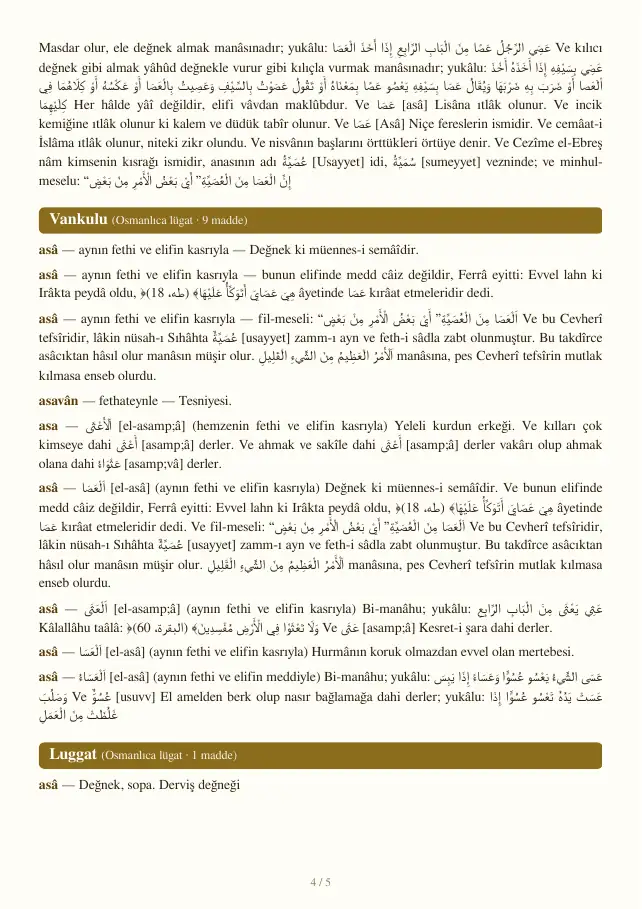 Masdar olur, ele değnek almak manâsınadır; yukâlu: عَصِيَ الرَّجُلُ عَصًا مِنَ الْبَابِ الرَّابِعِ إِذَا أَخَذَ الْعَصَا Ve kılıcı
değnek gibi almak yâhûd değnekle vurur gibi kılıçla vurmak manâsınadır; yukâlu: عَصِيَ بِسَيْفِهِ إِذَا أَخَذَهُ أَخْذَ
الْعَصَا أَوْ ضَرَبَ بِهِ ضَرْبَهَا وَيُقَالُ عَصَا بِسَيْفِهِ يَعْصُو عَصًا بِمَعْنَاهُ أَوْ تَقُولُ عَصَوْتُ بِالسَّيْفِ وَعَصِيتُ بِالْعَصَا أَوْ عَكْسُهُ أَوْ كِلَاهُمَا فِي
كِلَيْهِمَا Her hâlde yâî değildir, elifi vâvdan maklûbdur. Ve عَصَا [asâ] Lisâna ıtlâk olunur. Ve incik
kemiğine ıtlâk olunur ki kalem ve düdük tabîr olunur. Ve عَصَا [Asâ] Niçe fereslerin ismidir. Ve cemâat-i
İslâma ıtlâk olunur, niteki zikr olundu. Ve nisvânın başlarını örttükleri örtüye denir. Ve Cezîme el-Ebreş
nâm kimsenin kısrağı ismidir, anasının adı عُصَيَّةُ [Usayyet] idi, سُمَيَّةُ [sumeyyet] vezninde; ve minhul-
meselu: “إِنَّ الْعَصَا مِنَ الْعُصَيَّةِ” أَيْ بَعْضُ الْأَمْرِ مِنْ بَعْضٍ
Vankulu (Osmanlıca lügat · 9 madde)
asâ — aynın fethi ve elifin kasrıyla — Değnek ki müennes-i semâîdir.
asâ — aynın fethi ve elifin kasrıyla — bunun elifinde medd câiz değildir, Ferrâ eyitti: Evvel lahn ki
Irâkta peydâ oldu, ﴿هِيَ عَصَايَ أَتَوَكَّأُ عَلَيْهَا﴾ (طه، 18) âyetinde عَصَا kırâat etmeleridir dedi.
asâ — aynın fethi ve elifin kasrıyla — fil-meseli: “اَلْعَصَا مِنَ الْعُصَيَّةِ” أَيْ بَعْضُ الْأَمْرِ مِنْ بَعْضٍ Ve bu Cevherî
tefsîridir, lâkin nüsah-ı Sıhâhta عُصَيَّةٌ [usayyet] zamm-ı ayn ve feth-i sâdla zabt olunmuştur. Bu takdîrce
asâcıktan hâsıl olur manâsın müşir olur. اَلْأَمْرُ الْعَظِيمُ مِنَ الشَّيْءِ الْقَلِيلِ manâsına, pes Cevherî tefsîrin mutlak
kılmasa enseb olurdu.
asavân — fethateynle — Tesniyesi.
asa — اَلْأَعْثَى [el-asamp;â] (hemzenin fethi ve elifin kasrıyla) Yeleli kurdun erkeği. Ve kılları çok
kimseye dahi أَعْثَى [asamp;â] derler. Ve ahmak ve sakîle dahi أَعْثَى [asamp;â] derler vakârı olup ahmak
olana dahi عَثْوَاءُ [asamp;vâ] derler.
asâ — اَلْعَصَا [el-asâ] (aynın fethi ve elifin kasrıyla) Değnek ki müennes-i semâîdir. Ve bunun elifinde
medd câiz değildir, Ferrâ eyitti: Evvel lahn ki Irâkta peydâ oldu, ﴿هِيَ عَصَايَ أَتَوَكَّأُ عَلَيْهَا﴾ (طه، 18) âyetinde
عَصَا kırâat etmeleridir dedi. Ve fil-meseli: “اَلْعَصَا مِنَ الْعُصَيَّةِ” أَيْ بَعْضُ الْأَمْرِ مِنْ بَعْضٍ Ve bu Cevherî tefsîridir,
lâkin nüsah-ı Sıhâhta عُصَيَّةٌ [usayyet] zamm-ı ayn ve feth-i sâdla zabt olunmuştur. Bu takdîrce asâcıktan
hâsıl olur manâsın müşir olur. اَلْأَمْرُ الْعَظِيمُ مِنَ الشَّيْءِ الْقَلِيلِ manâsına, pes Cevherî tefsîrin mutlak kılmasa
enseb olurdu.
asâ — اَلْعَثَى [el-asamp;â] (aynın fethi ve elifin kasrıyla) Bi-manâhu; yukâlu: عَثِيَ يَعْثَى مِنَ الْبَابِ الرَّابِعِ
Kâlallâhu taâlâ: ﴿وَلَا تَعْثَوْا فِي الْأَرْضِ مُفْسِدِينَ﴾ (البقرة، 60) Ve عَثَى [asamp;â] Kesret-i şara dahi derler.
asâ — اَلْعَسَا [el-asâ] (aynın fethi ve elifin kasrıyla) Hurmânın koruk olmazdan evvel olan mertebesi.
asâ — اَلْعَسَاءُ [el-asâ] (aynın fethi ve elifin meddiyle) Bi-manâhu; yukâlu: عَسَى الشَّيْءُ يَعْسُو عُسُوًّا وَعَسَاءً إِذَا يَبِسَ
وَصَلُبَ Ve عُسُوٌّ [usuvv] El amelden berk olup nasır bağlamağa dahi derler; yukâlu: عَسَتْ يَدُهُ تَعْسُو عُسُوًّا إِذَا
غَلُظَتْ مِنَ الْعَمَلِ
Luggat (Osmanlıca lügat · 1 madde)
asâ — Değnek, sopa. Derviş değneği
4 / 5